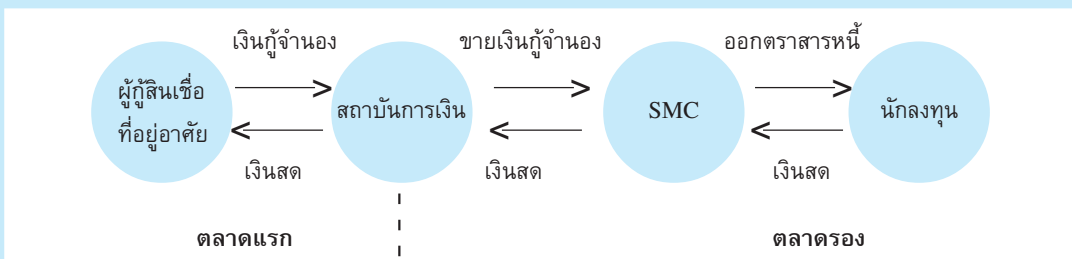 เงินกู้จำนอง ขายเงินกู้จำนอง ออกตราสารหนี้
ผู้กู้สินเชื่อ
ที่อยู่อาศัย
สถาบันการเงิน
SMC
นักลงทุน
เงินสด เงินสด เงินสด
ตลาดแรก ตลาดรอง